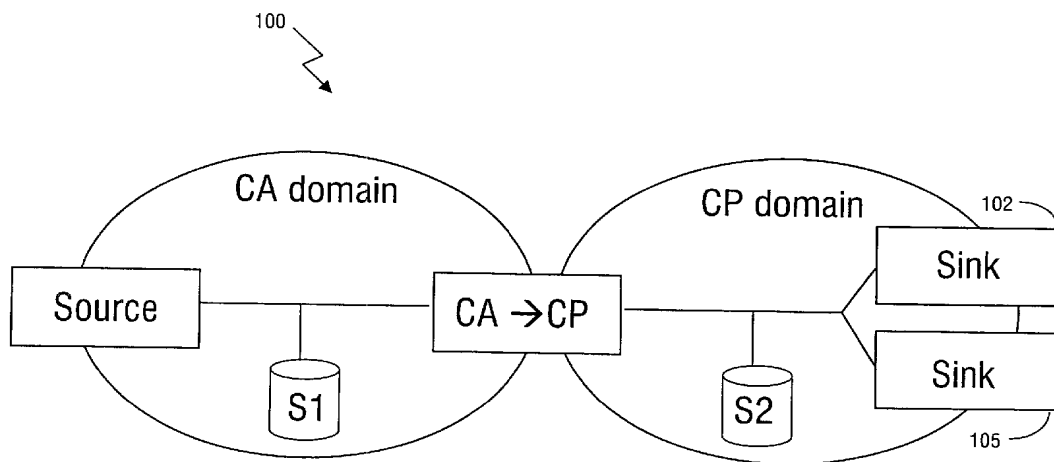 100
CA domain
CP domain
102
Source
CA → CP
Sink
S1
S2
Sink
105